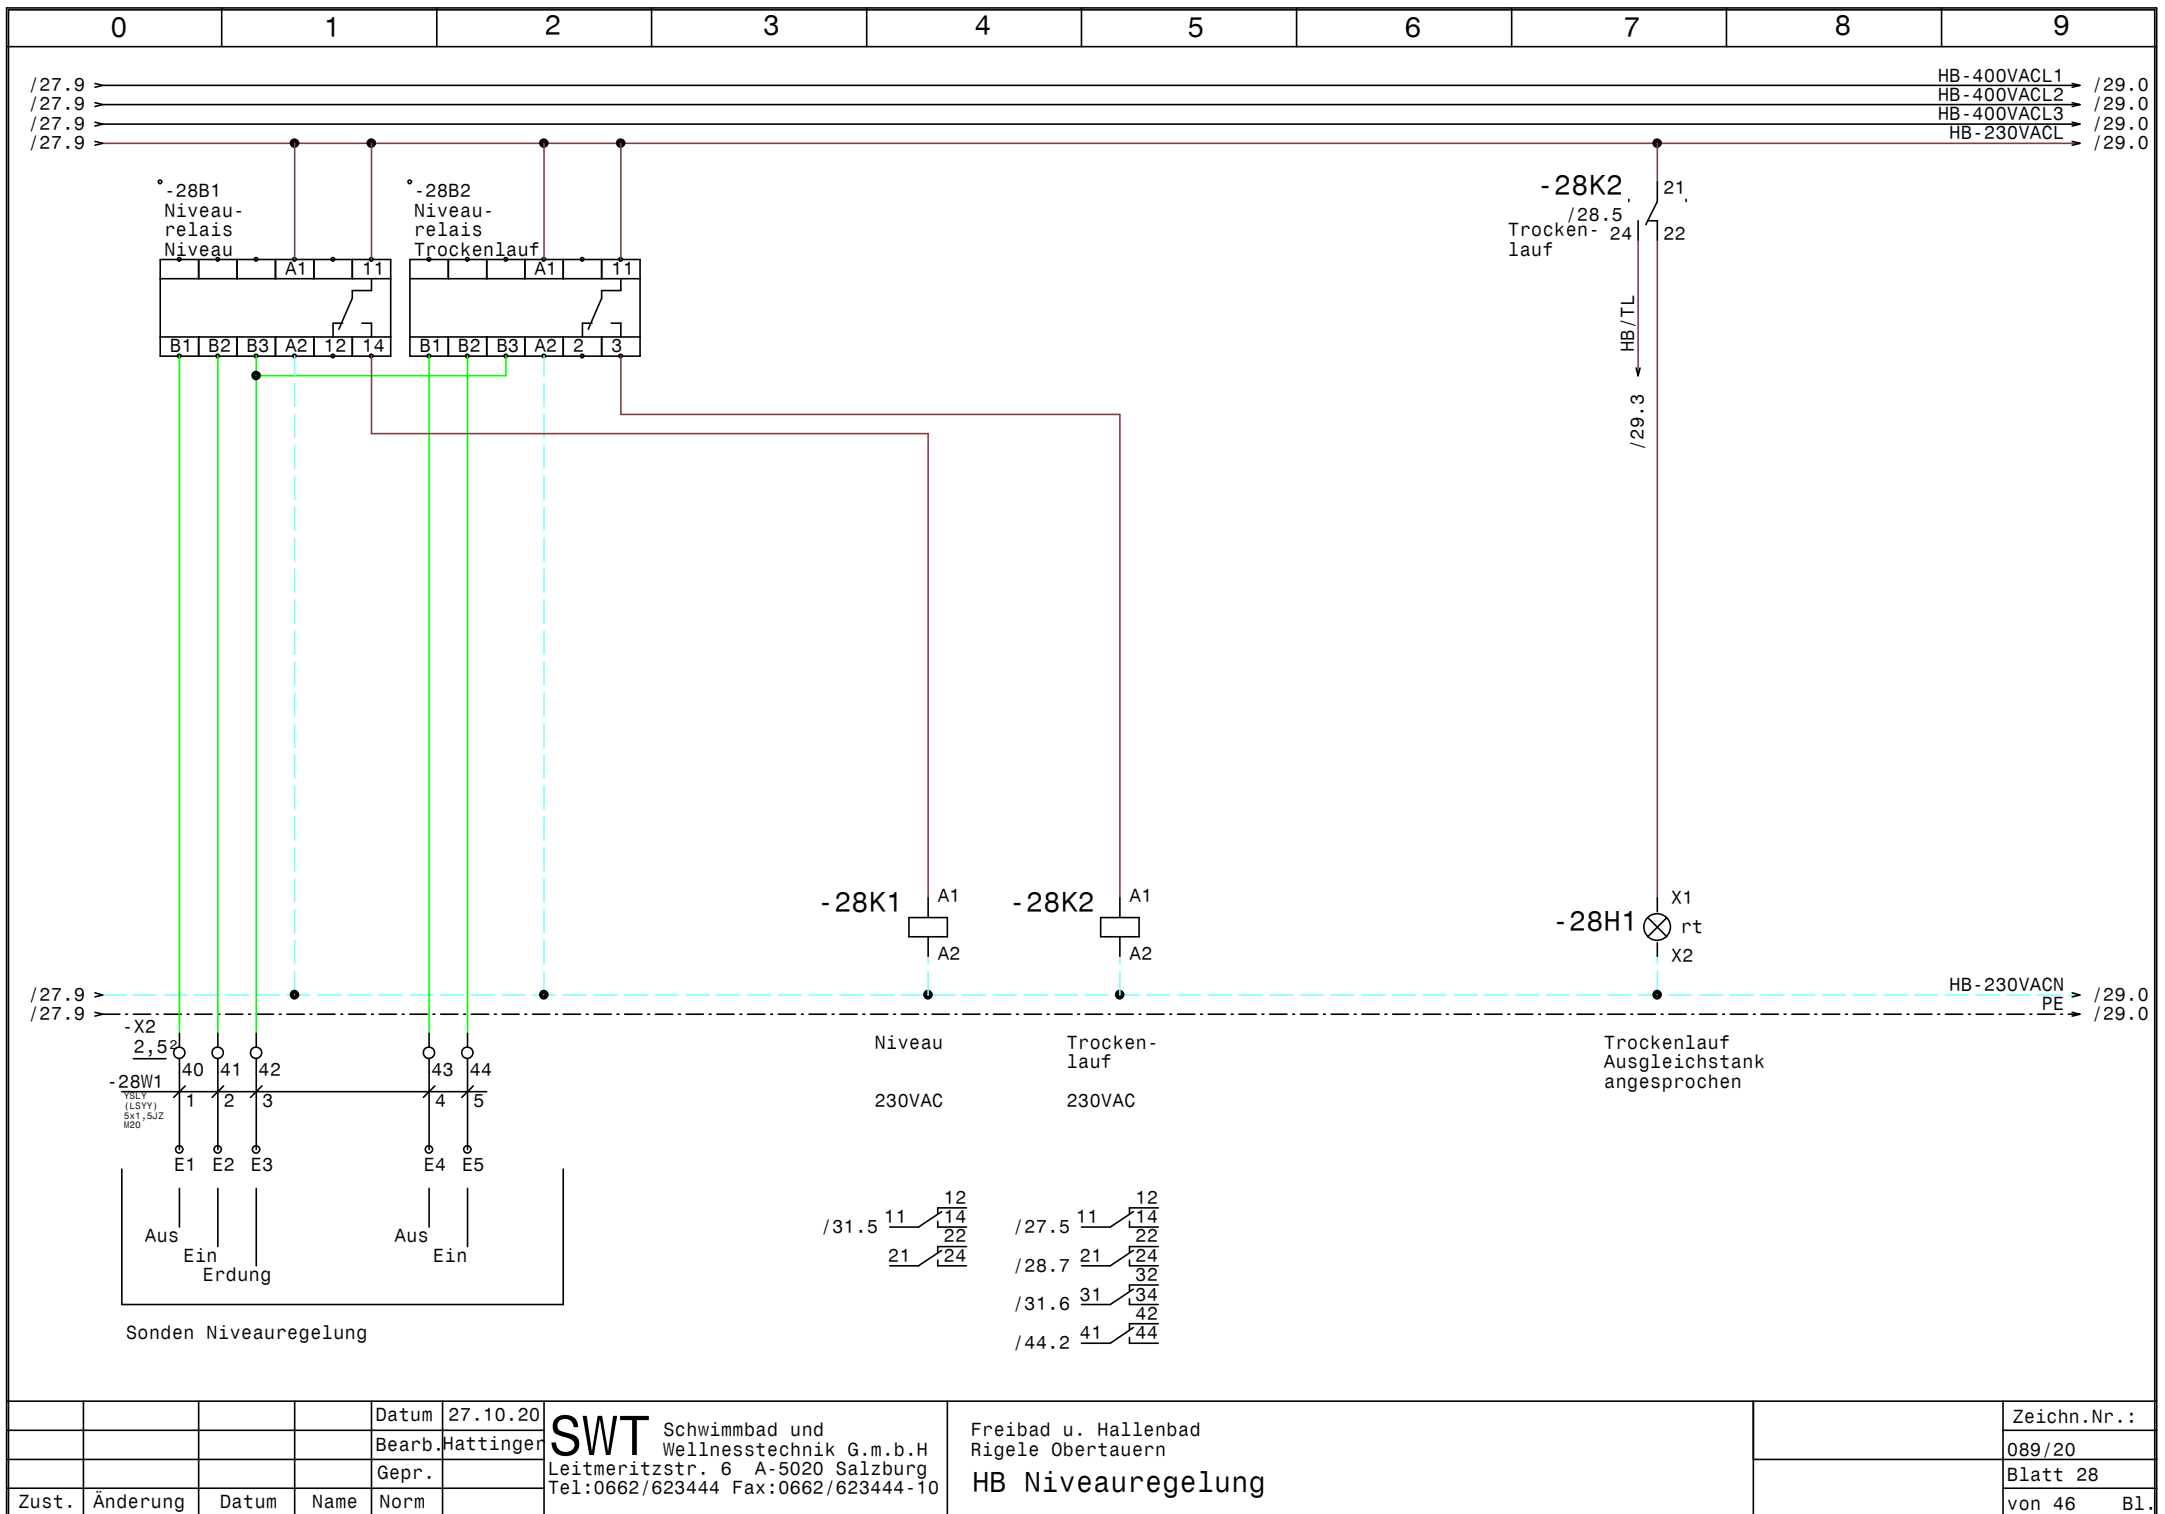 0 1 2 3 4 5 6 7 8 9
/27.9 HB-400VACL1 /29.0
/27.9 HB-400VACL2 /29.0
/27.9 HB-400VACL3 /29.0
/27.9 HB-230VACL /29.0
-28B1
Niveau-
relais
Niveau
A1 11
B1 B2 B3 A2 12 14
-28B2
Niveau-
relais
Trockenlauf
A1 11
B1 B2 B3 A2 2 3
-28K2 21
/28.5
Trocken- 24 22
lauf
HB/TL
/29.3
-28K1 A1
A2
-28K2 A1
A2
-28H1 X1
rt
X2
/27.9 HB-230VACN /29.0
/27.9 PE /29.0
-X2
2,5²
40 41 42 43 44
-28W1
YSLY
(LSYY)
5x1,5JZ
M20
1 2 3 4 5
E1 E2 E3 E4 E5
Aus Aus
Ein Ein
Erdung
Sonden Niveauregelung
Niveau
230VAC
Trocken-
lauf
230VAC
Trockenlauf
Ausgleichstank
angesprochen
12
/31.5 11 14
22
21 24
12
/27.5 11 14
22
/28.7 21 24
32
/31.6 31 34
42
/44.2 41 44
Datum 27.10.20
Bearb. Hattinger
Gepr.
Zust. Änderung Datum Name Norm
SWT Schwimmbad und
Wellnesstechnik G.m.b.H
Leitmeritzstr. 6 A-5020 Salzburg
Tel:0662/623444 Fax:0662/623444-10
Freibad u. Hallenbad
Rigele Obertauern
HB Niveauregelung
Zeichn.Nr.:
089/20
Blatt 28
von 46 Bl.